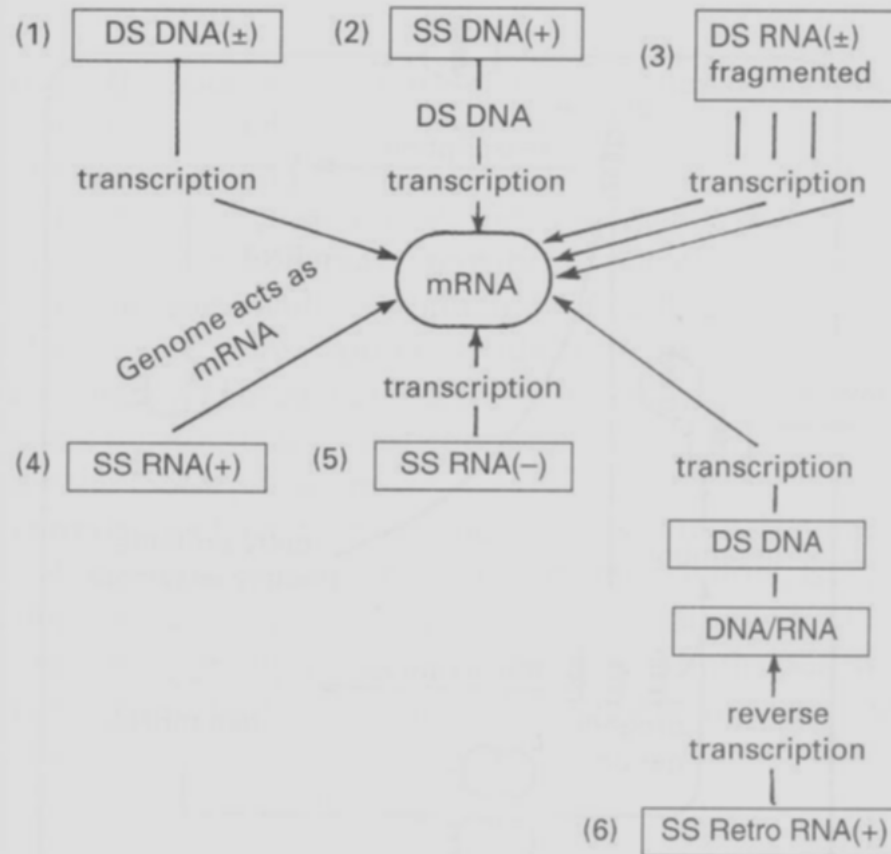 (1) DS DNA(±)
(2) SS DNA(+)
(3) DS RNA(±)
fragmented
DS DNA
transcription
transcription
transcription
mRNA
Genome acts as
mRNA
transcription
(4) SS RNA(+)
(5) SS RNA(–)
transcription
DS DNA
DNA/RNA
reverse
transcription
(6) SS Retro RNA(+)